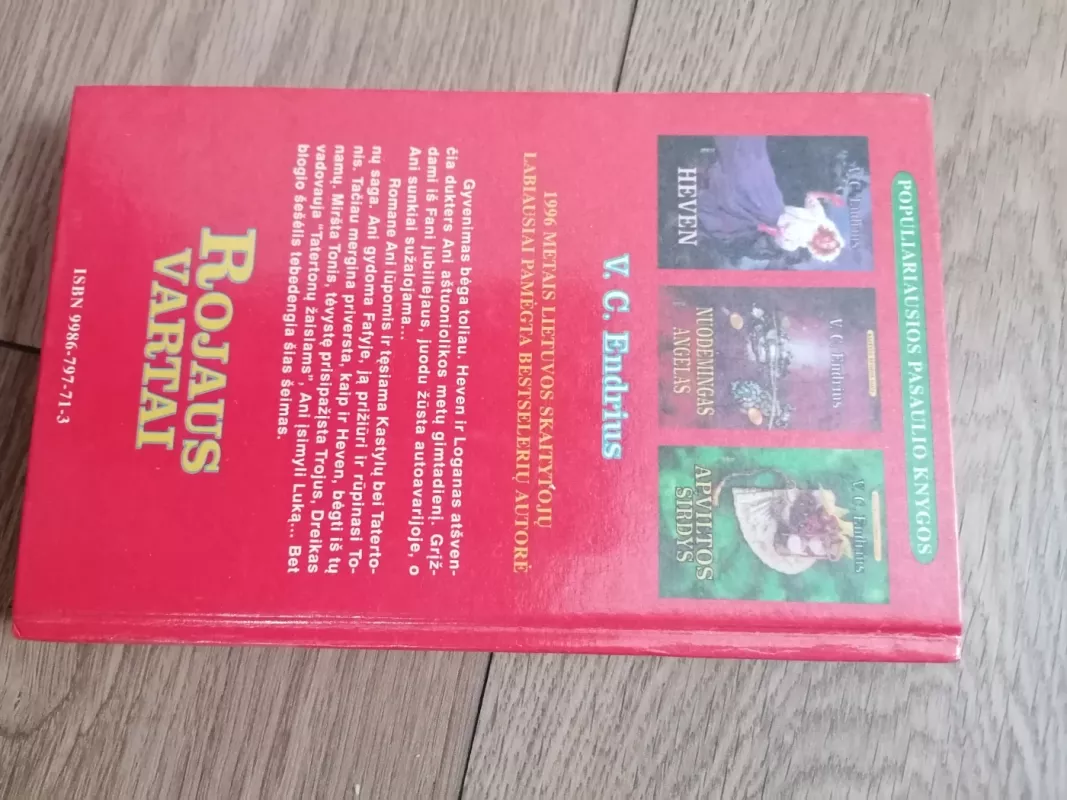 POPULIARIAUSIOS PASAULIO KNYGOS
V. C. Endrius
HEVEN
V. C. Endrius
NUODĖMINGAS
ANGELAS
V. C. Endrius
APVILTOS
ŠIRDYS
V. C. Endrius
1996 METAIS LIETUVOS SKAITYTOJŲ
LABIAUSIAI PAMĖGTA BESTSELERIŲ AUTORĖ
Gyvenimas bėga toliau. Heven ir Loganas atšven-
čia dukters Ani aštuoniolikos metų gimtadienį. Grįž-
dami iš Fani jubiliejaus, juodu žūsta autoavarijoje, o
Ani sunkiai sužalojama...
Romane Ani lūpomis ir tęsiama Kastylų bei Taterto-
nų saga. Ani gydoma Fafyje, ją prižiūri ir rūpinasi To-
nis. Tačiau mergina priversta, kaip ir Heven, bėgti iš tų
namų. Miršta Tonis, tėvystę prisipažįsta Trojus, Dreikas
vadovauja "Tatertonų žaislams", Ani įsimyli Luką... Bet
blogio šešėlis tebedengia šias šeimas.
ROJAUS
VARTAI
ISBN 9986-797-71-3